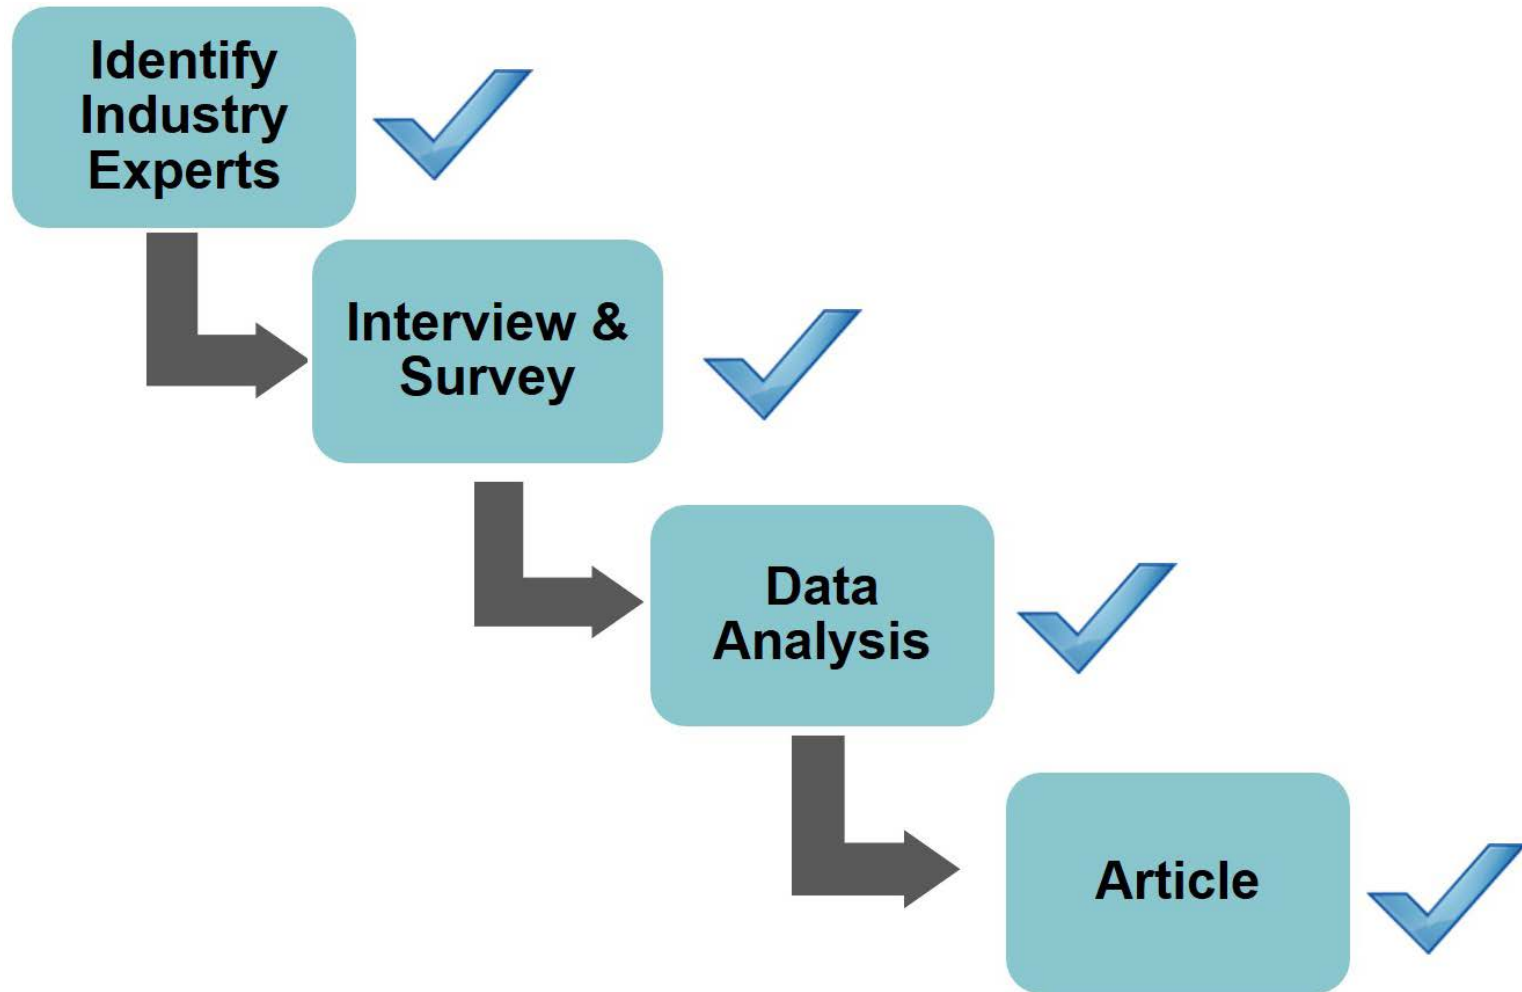 Identify
Industry
Experts
Interview &
Survey
Data
Analysis
Article